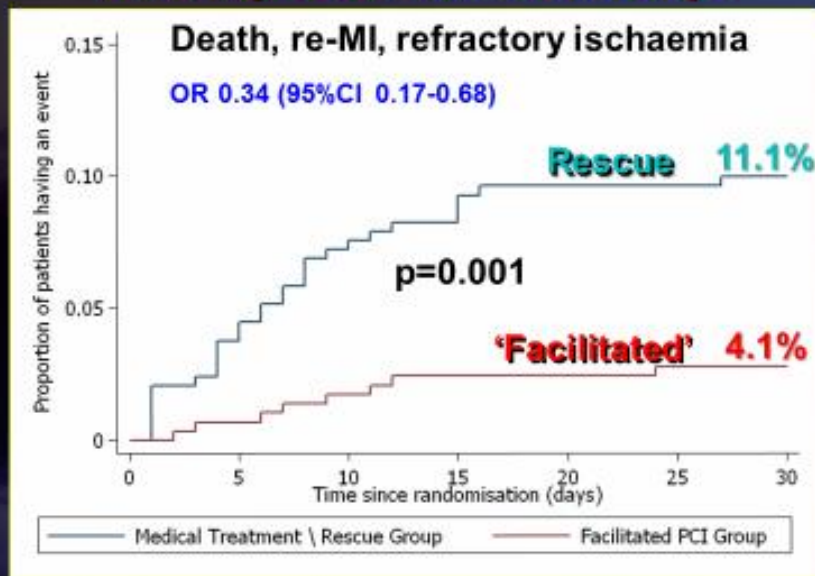 Death, re-MI, refractory ischaemia
OR 0.34 (95%CI 0.17-0.68)
0.15
0.10
0.05
0
Proportion of patients having an event
Rescue 11.1%
p=0.001
‘Facilitated’ 4.1%
0 5 10 15 20 25 30
Time since randomisation (days)
Medical Treatment \ Rescue Group Facilitated PCI Group